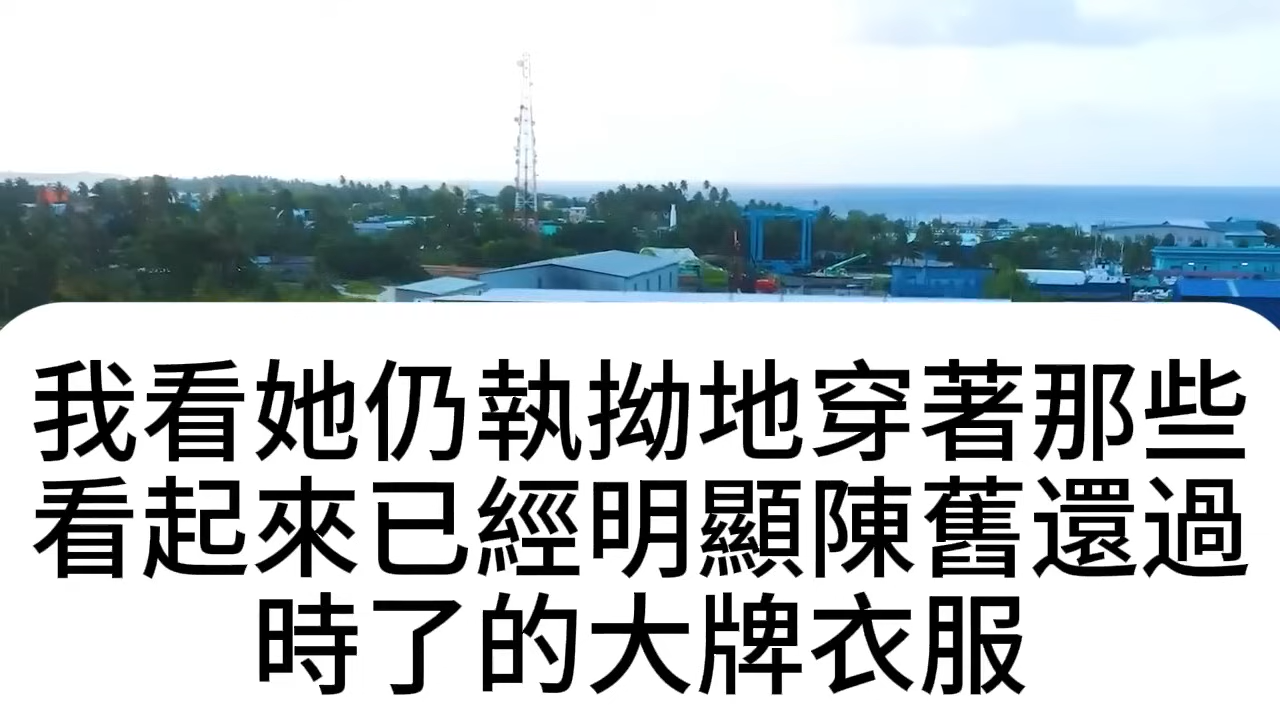 我看她仍執拗地穿著那些
看起來已經明顯陳舊還過
時了的大牌衣服